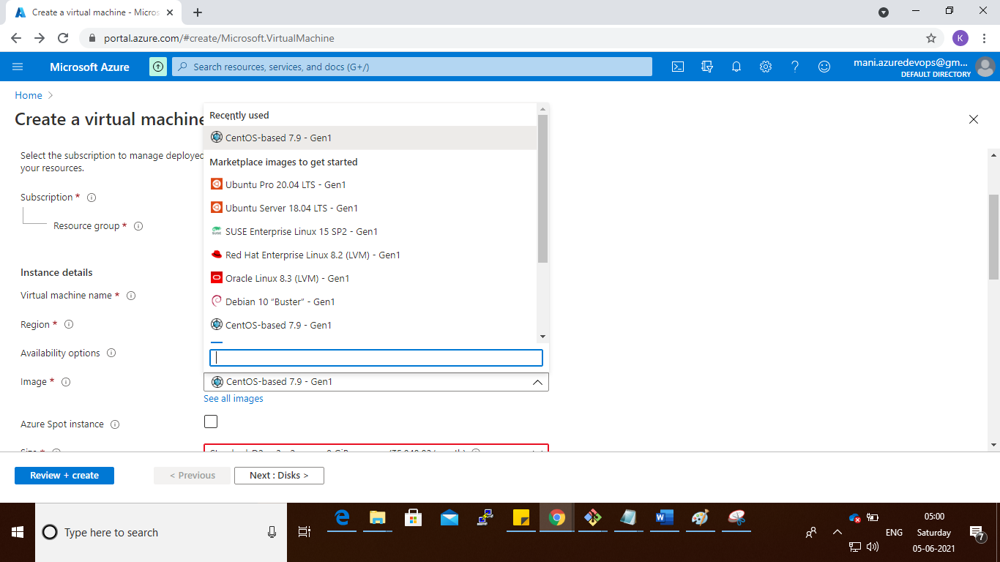 Create a virtual machine - Micros
portal.azure.com/#create/Microsoft.VirtualMachine
K
Microsoft Azure
Search resources, services, and docs (G+/)
mani.azuredevops@gm...
DEFAULT DIRECTORY
Home
Create a virtual machine
Select the subscription to manage deployed
your resources.
Subscription *
Resource group *
Instance details
Virtual machine name *
Region *
Availability options
Image *
Recently used
CentOS-based 7.9 - Gen1
Marketplace images to get started
Ubuntu Pro 20.04 LTS - Gen1
Ubuntu Server 18.04 LTS - Gen1
SUSE Enterprise Linux 15 SP2 - Gen1
Red Hat Enterprise Linux 8.2 (LVM) - Gen1
Oracle Linux 8.3 (LVM) - Gen1
Debian 10 “Buster” - Gen1
CentOS-based 7.9 - Gen1
CentOS-based 7.9 - Gen1
See all images
Azure Spot instance
Size *
Review + create
< Previous
Next : Disks >
Type here to search
ENG
05:00
Saturday
05-06-2021
7